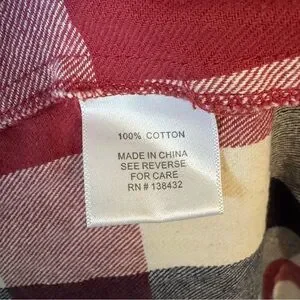 100% COTTON
MADE IN CHINA
SEE REVERSE
FOR CARE
RN # 138432